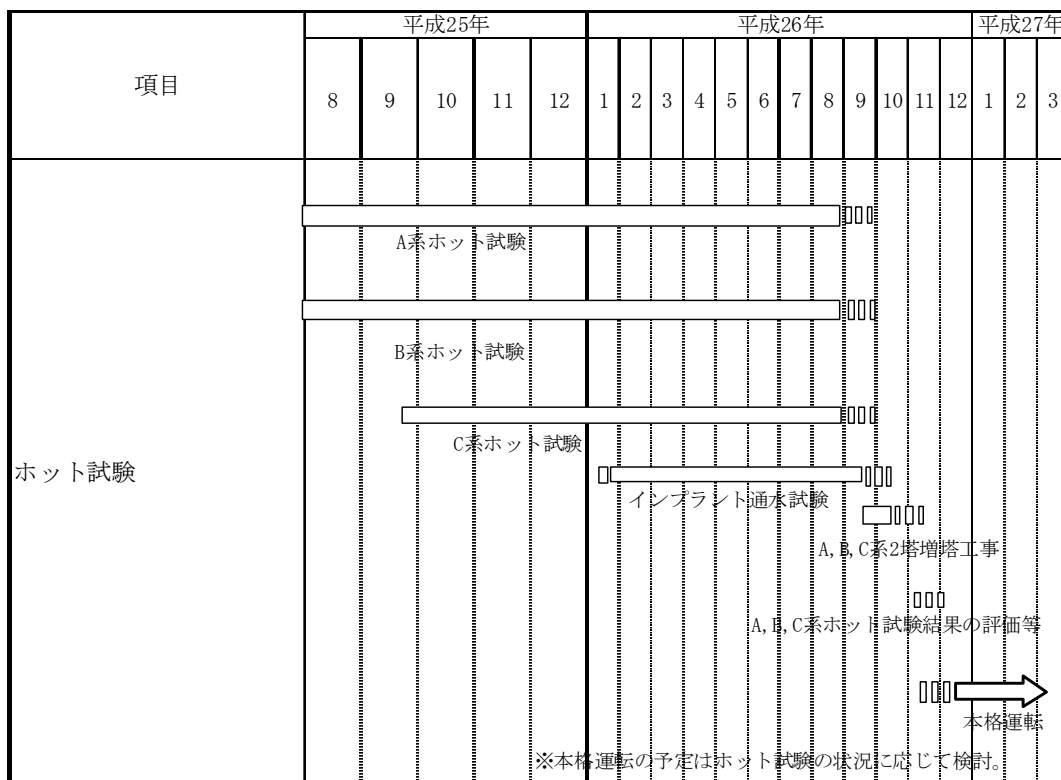 項目
平成25年 平成26年 平成27年
8 9 10 11 12 1 2 3 4 5 6 7 8 9 10 11 12 1 2 3
A系ホット試験
B系ホット試験
C系ホット試験
ホット試験
インプラント通水試験
A,B,C系2塔増塔工事
A,B,C系ホット試験結果の評価等
本格運転
※本格運転の予定はホット試験の状況に応じて検討。